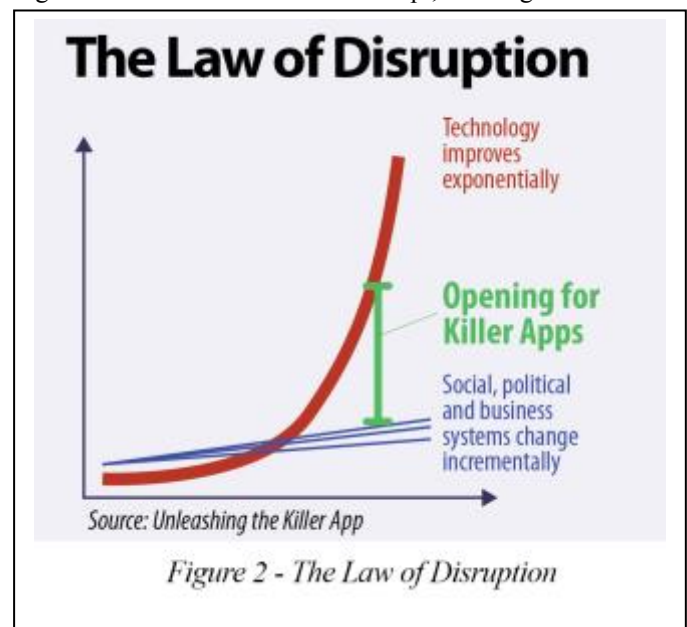 The Law of Disruption
Technology
improves
exponentially
Opening for
Killer Apps
Social, political
and business
systems change
incrementally
Source: Unleashing the Killer App
Figure 2 - The Law of Disruption